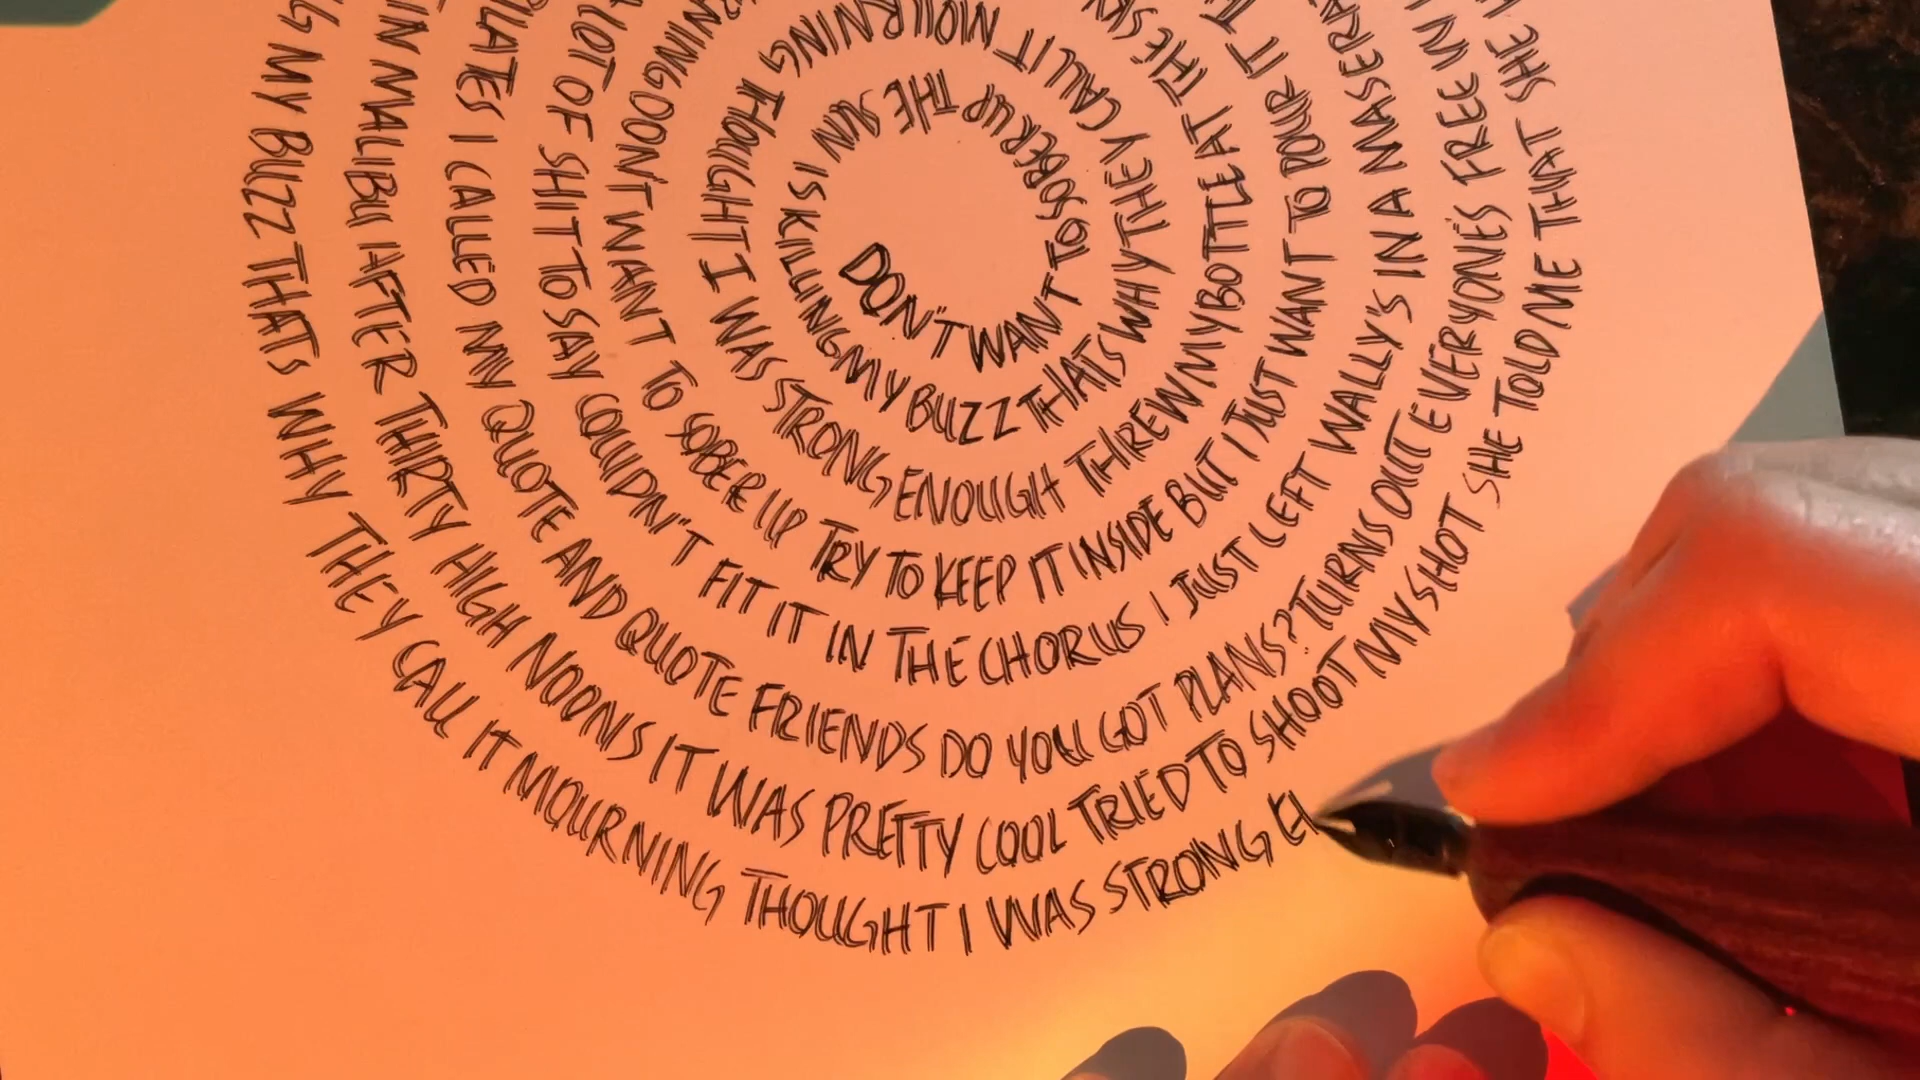 DON'T WANT TO SOBER UP THE SUN IS KILLING MY BUZZ THATS WHY THEY CALL IT MOURNING THOUGHT I WAS STRONG ENOUGH THREW MY BOTTLE AT THE SKY
DON'T WANT TO SOBER UP TRY TO KEEP IT INSIDE BUT I JUST WANT TO POUR IT
LOT OF SHIT TO SAY COULDN'T FIT IT IN THE CHORUS I JUST LEFT WALLY'S IN A MASERA
I CALLED MY QUOTE AND QUOTE FRIENDS DO YOU GOT PLANS? TURNS OUT EVERYONE'S FREE IN
IN MALIBU AFTER THIRTY HIGH NOONS IT WAS PRETTY COOL TRIED TO SHOOT MY SHOT SHE TOLD ME THAT SHE
MY BUZZ THATS WHY THEY CALL IT MOURNING THOUGHT I WAS STRONG